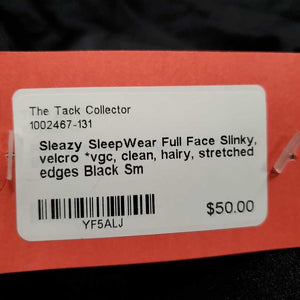 The Tack Collector
1002467-131
Sleazy SleepWear Full Face Slinky,
velcro *vgc, clean, hairy, stretched
edges Black Sm
YF5ALJ
$50.00